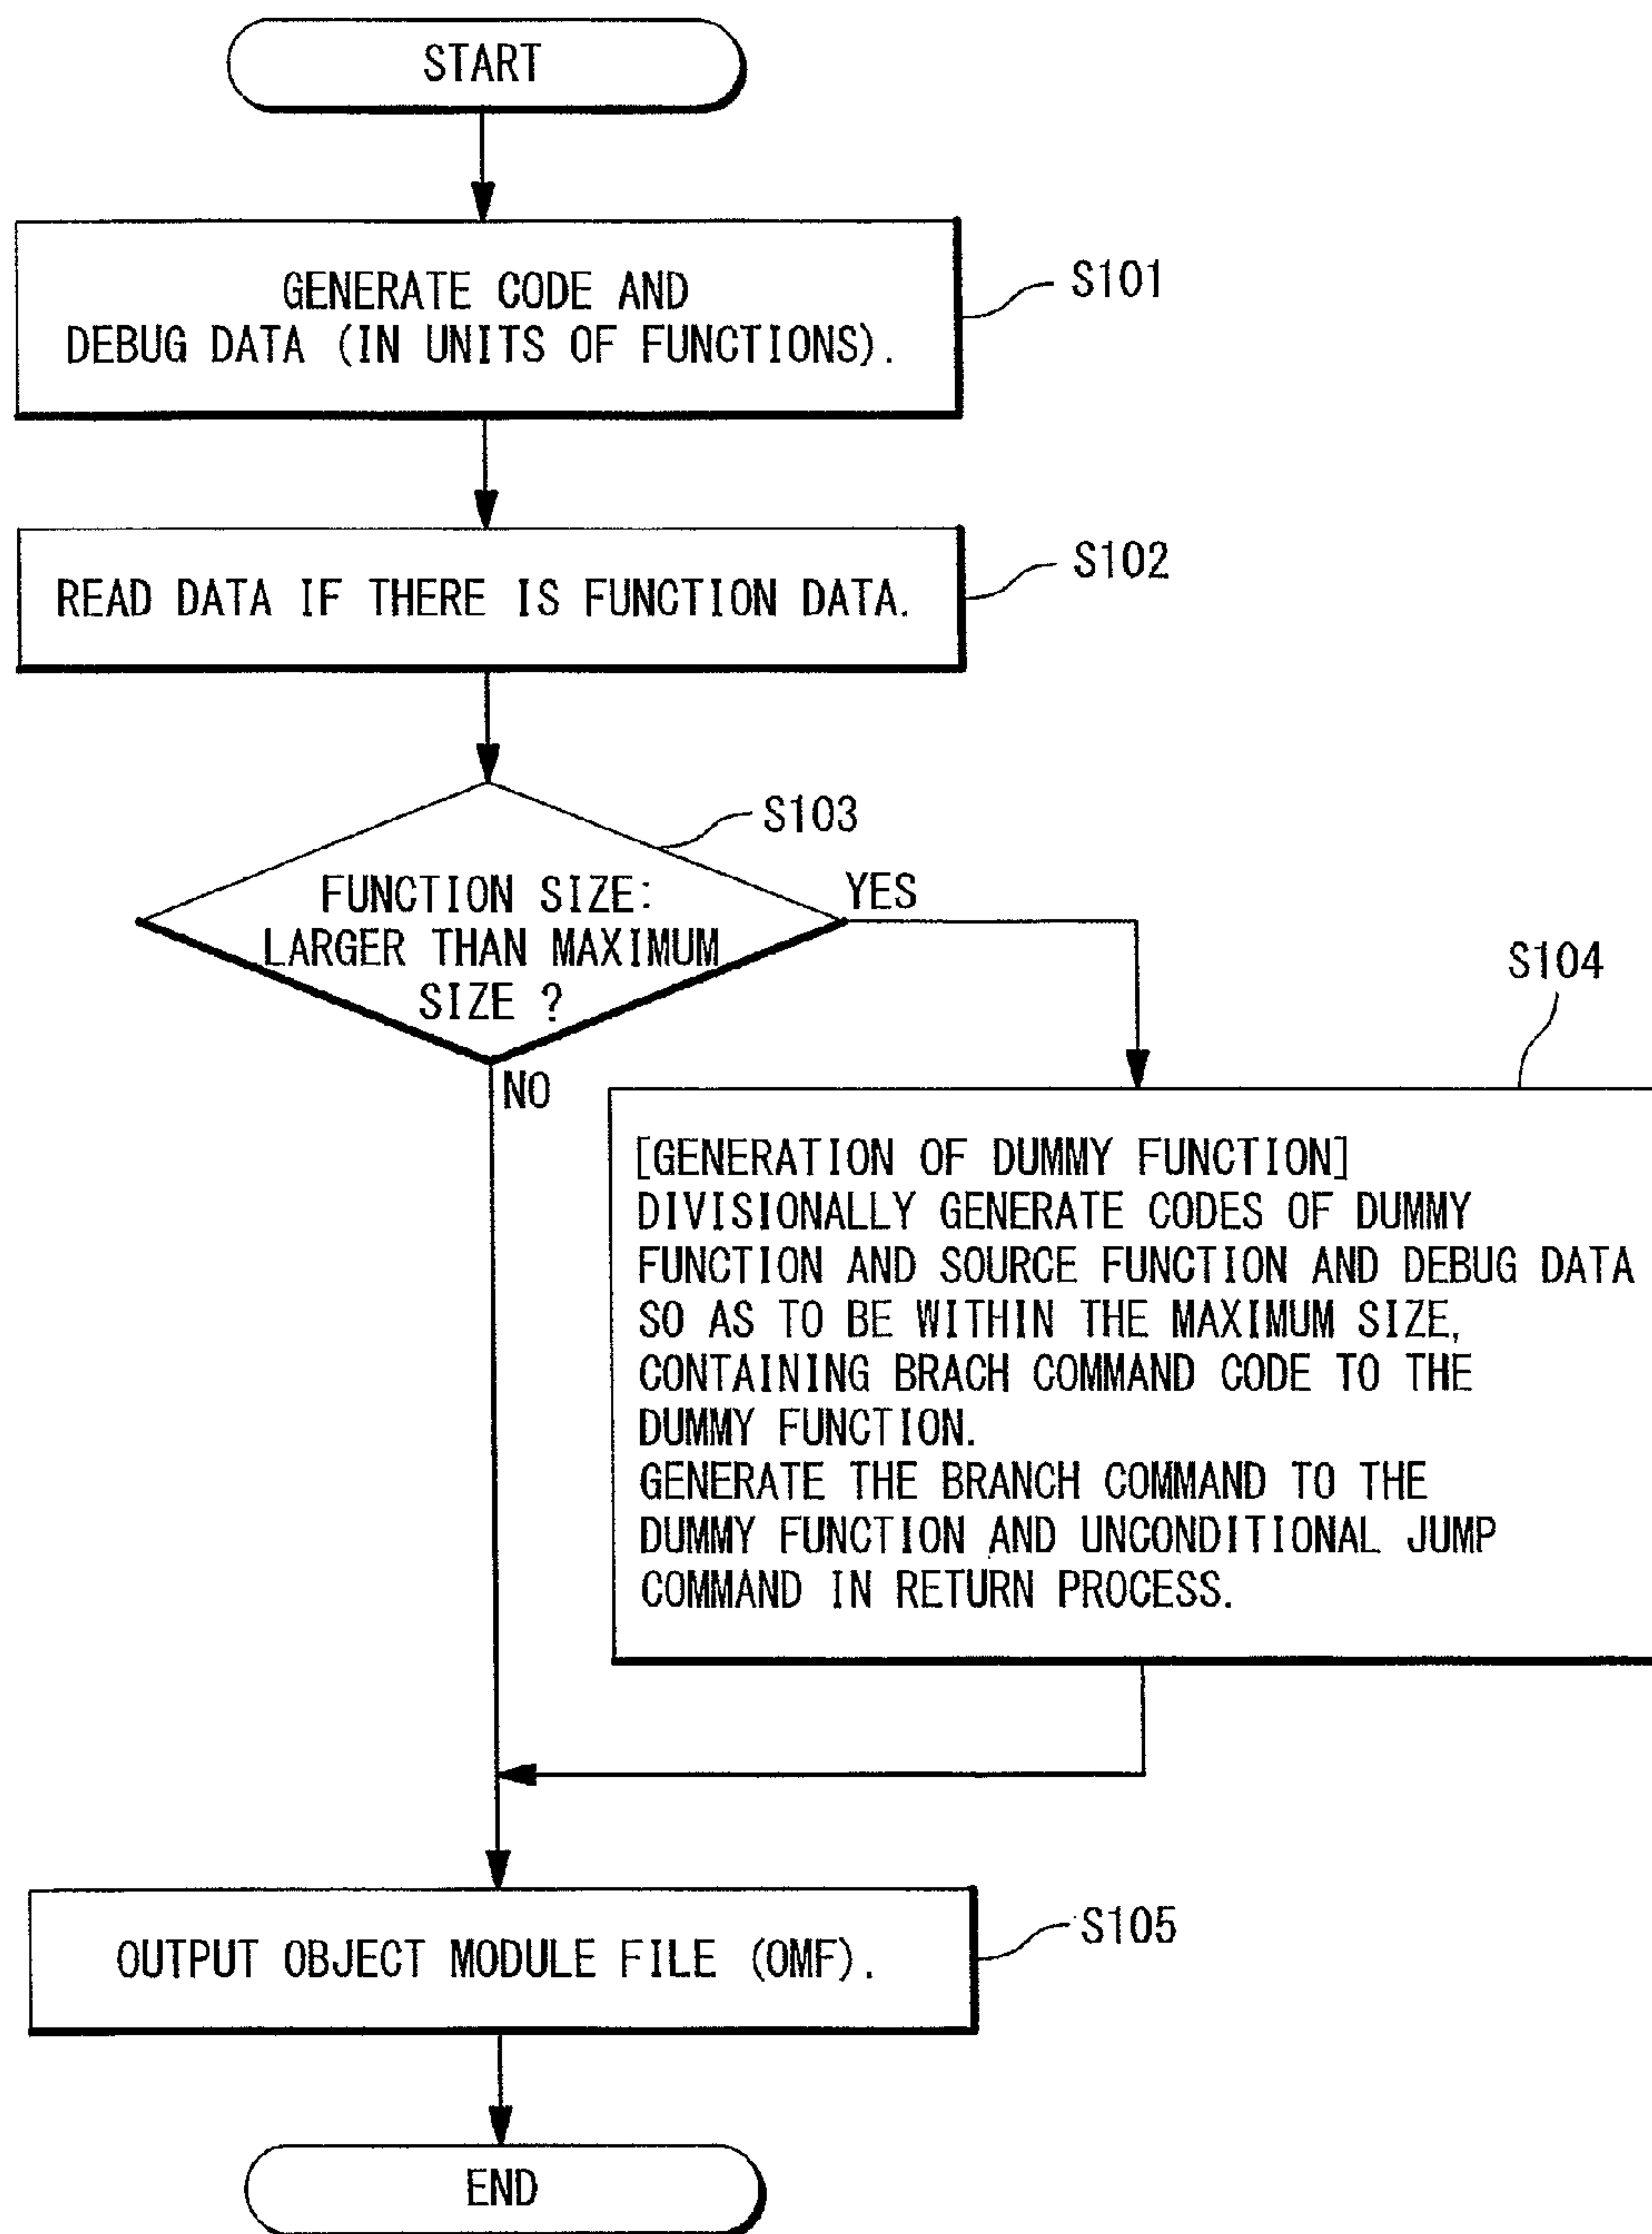 START
GENERATE CODE AND
DEBUG DATA (IN UNITS OF FUNCTIONS).
S101
READ DATA IF THERE IS FUNCTION DATA.
S102
S103
FUNCTION SIZE:
LARGER THAN MAXIMUM
SIZE ?
YES
NO
S104
[GENERATION OF DUMMY FUNCTION]
DIVISIONALLY GENERATE CODES OF DUMMY
FUNCTION AND SOURCE FUNCTION AND DEBUG DATA
SO AS TO BE WITHIN THE MAXIMUM SIZE,
CONTAINING BRACH COMMAND CODE TO THE
DUMMY FUNCTION.
GENERATE THE BRANCH COMMAND TO THE
DUMMY FUNCTION AND UNCONDITIONAL JUMP
COMMAND IN RETURN PROCESS.
OUTPUT OBJECT MODULE FILE (OMF).
S105
END